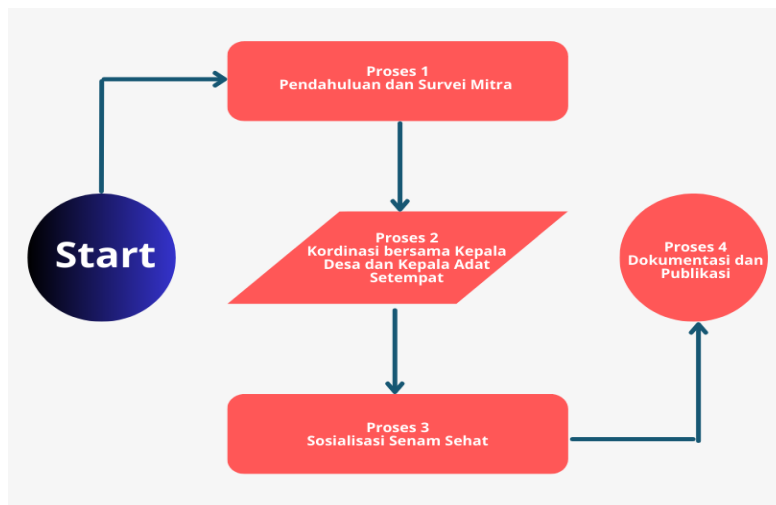 Start
Proses 1
Pendahuluan dan Survei Mitra
Proses 2
Kordinasi bersama Kepala
Desa dan Kepala Adat
Setempat
Proses 3
Sosialisasi Senam Sehat
Proses 4
Dokumentasi dan
Publikasi